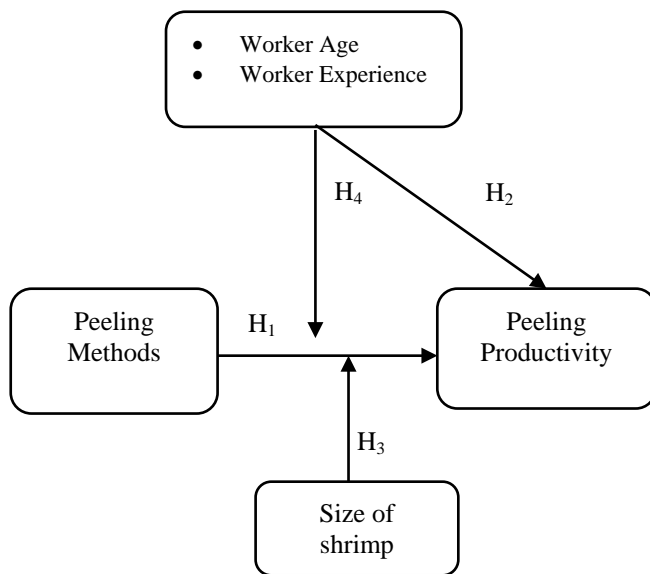 • Worker Age
• Worker Experience
H4
H2
Peeling
Methods
H1
Peeling
Productivity
H3
Size of
shrimp